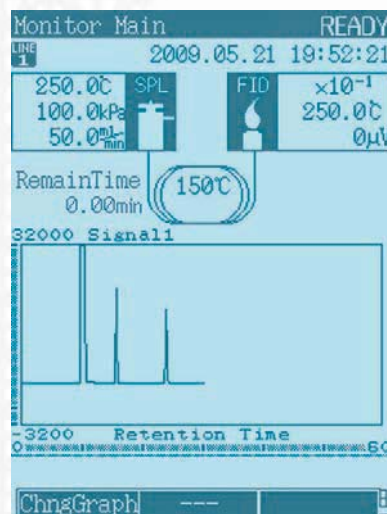 Monitor Main READY
LINE 1 2009.05.21 19:52:21
250.0℃ SPL FID ×10⁻¹
100.0kPa 250.0℃
50.0ml/min 0μV
RemainTime 150℃
0.00min
32000 Signal1
-3200 Retention Time
0 60
ChngGraph ---